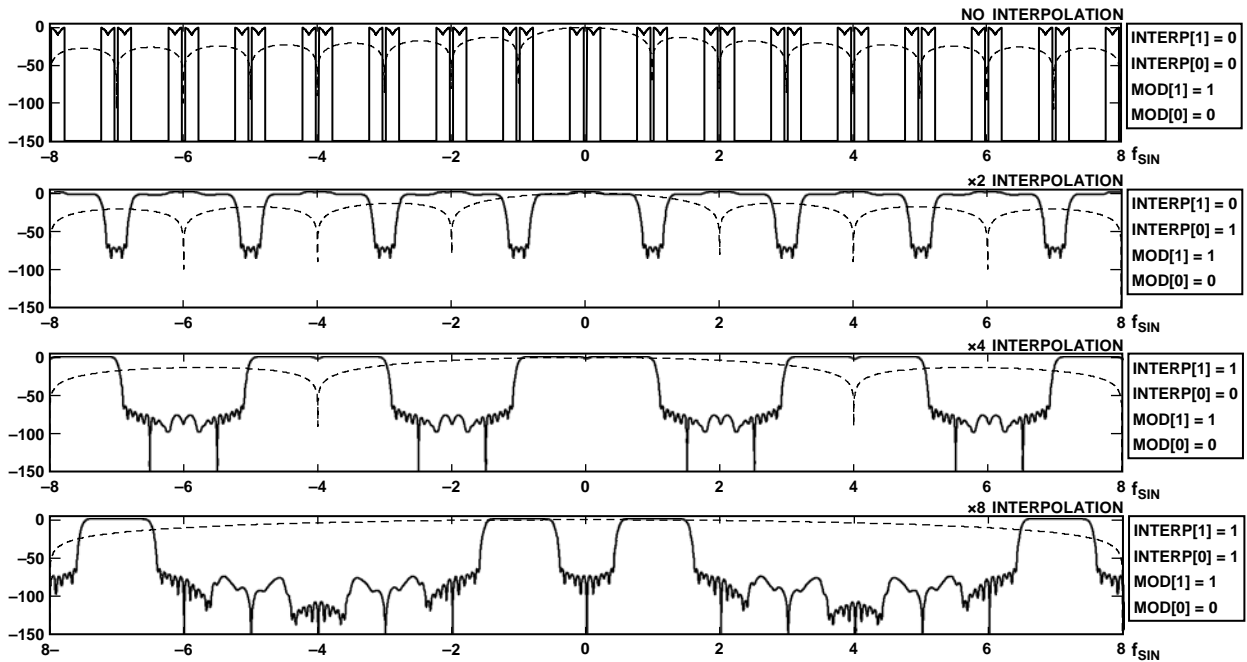 NO INTERPOLATION
0
–50
–100
–150
–8 –6 –4 –2 0 2 4 6 8 fSIN
INTERP[1] = 0
INTERP[0] = 0
MOD[1] = 1
MOD[0] = 0
×2 INTERPOLATION
0
–50
–100
–150
–8 –6 –4 –2 0 2 4 6 8 fSIN
INTERP[1] = 0
INTERP[0] = 1
MOD[1] = 1
MOD[0] = 0
×4 INTERPOLATION
0
–50
–100
–150
–8 –6 –4 –2 0 2 4 6 8 fSIN
INTERP[1] = 1
INTERP[0] = 0
MOD[1] = 1
MOD[0] = 0
×8 INTERPOLATION
0
–50
–100
–150
8– –6 –4 –2 0 2 4 6 8 fSIN
INTERP[1] = 1
INTERP[0] = 1
MOD[1] = 1
MOD[0] = 0